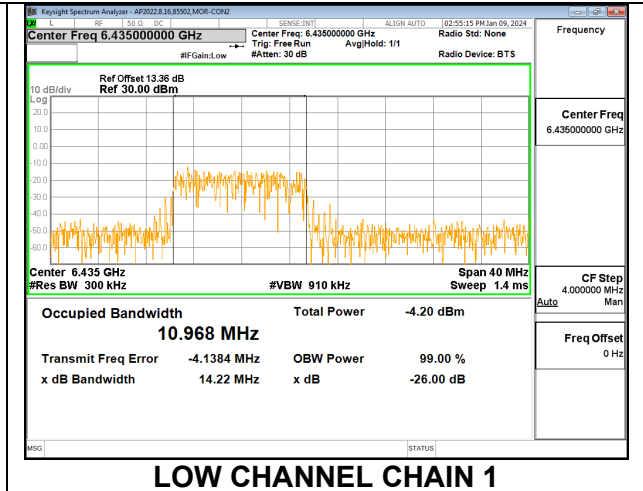 Keysight Spectrum Analyzer - AP2022.8.16,85502,MOR-CON2
L RF 50 Ω DC SENSE:INT ALIGN AUTO 02:55:15 PM Jan 09, 2024
Center Freq 6.435000000 GHz
Center Freq: 6.435000000 GHz Radio Std: None
Trig: Free Run Avg|Hold: 1/1
#IFGain:Low #Atten: 30 dB Radio Device: BTS
Frequency
Ref Offset 13.36 dB
10 dB/div Ref 30.00 dBm
Log
20.0
10.0
0.00
-10.0
-20.0
-30.0
-40.0
-50.0
-60.0
Center Freq
6.435000000 GHz
Center 6.435 GHz Span 40 MHz
#Res BW 300 kHz #VBW 910 kHz Sweep 1.4 ms
CF Step
4.000000 MHz
Auto Man
Occupied Bandwidth Total Power -4.20 dBm
10.968 MHz
Transmit Freq Error -4.1384 MHz OBW Power 99.00 %
x dB Bandwidth 14.22 MHz x dB -26.00 dB
Freq Offset
0 Hz
MSG STATUS
LOW CHANNEL CHAIN 1